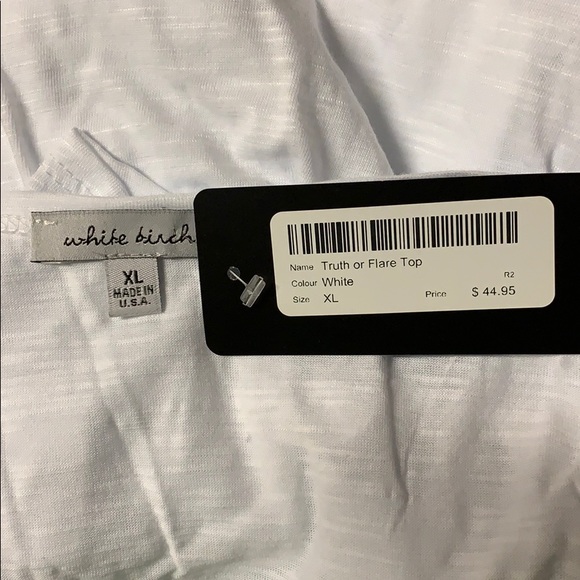 white birch
XL
MADE IN
U.S.A.
Name Truth or Flare Top
Colour White R2
Size XL Price $ 44.95